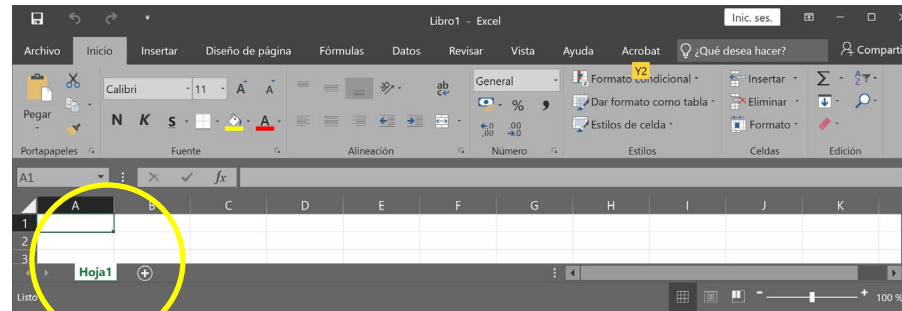 Libro1 - Excel
Inic. ses.
Archivo Inicio Insertar Diseño de página Fórmulas Datos Revisar Vista Ayuda Acrobat ¿Qué desea hacer? Comparti
Y2
Pegar
Calibri 11 A A
N K S A
ab
General
% 
Formato condicional
Dar formato como tabla
Estilos de celda
Insertar
Eliminar
Formato
Portapapeles Fuente Alineación Número Estilos Celdas Edición
A1 fx
A B C D E F G H I J K
1
2
3
Hoja1
Listo 100 %